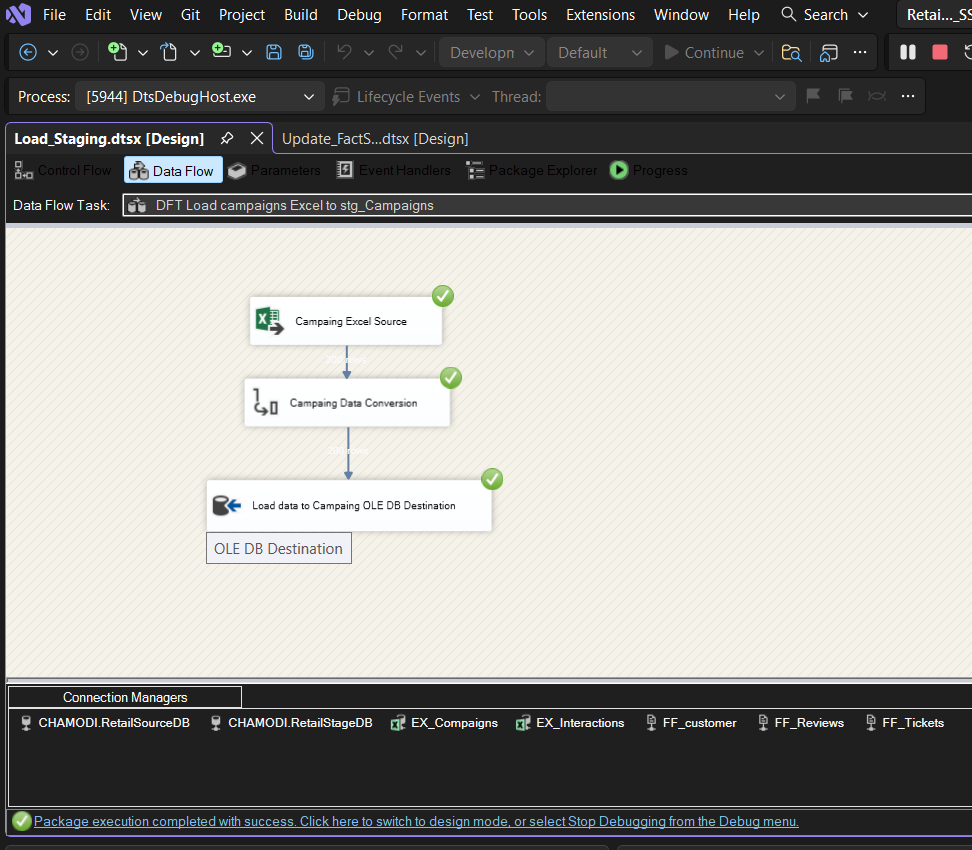 File Edit View Git Project Build Debug Format Test Tools Extensions Window Help Search Retai..._SS
Developn Default Continue
Process: [5944] DtsDebugHost.exe Lifecycle Events Thread:
Load_Staging.dtsx [Design] Update_FactS...dtsx [Design]
Control Flow Data Flow Parameters Event Handlers Package Explorer Progress
Data Flow Task: DFT Load campaigns Excel to stg_Campaigns
Campaing Excel Source
Campaing Data Conversion
Load data to Campaing OLE DB Destination
OLE DB Destination
Connection Managers
CHAMODI.RetailSourceDB CHAMODI.RetailStageDB EX_Compaigns EX_Interactions FF_customer FF_Reviews FF_Tickets
Package execution completed with success. Click here to switch to design mode, or select Stop Debugging from the Debug menu.